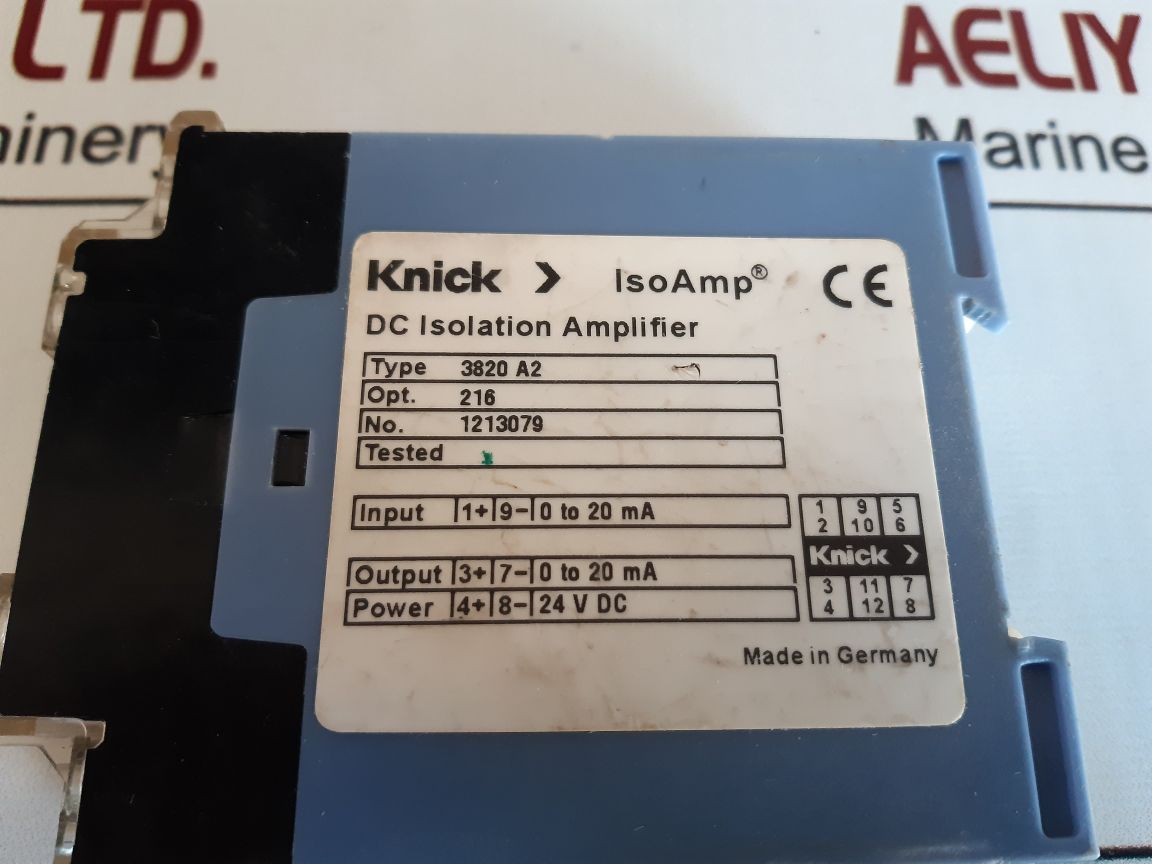 LTD. AELIY
Marine
Knick > IsoAmp® CE
DC Isolation Amplifier
Type 3820 A2
Opt. 216
No. 1213079
Tested
Input 1+ 9– 0 to 20 mA
Output 3+ 7– 0 to 20 mA
Power 4+ 8– 24 V DC
1 9 5
2 10 6
Knick >
3 11 7
4 12 8
Made in Germany